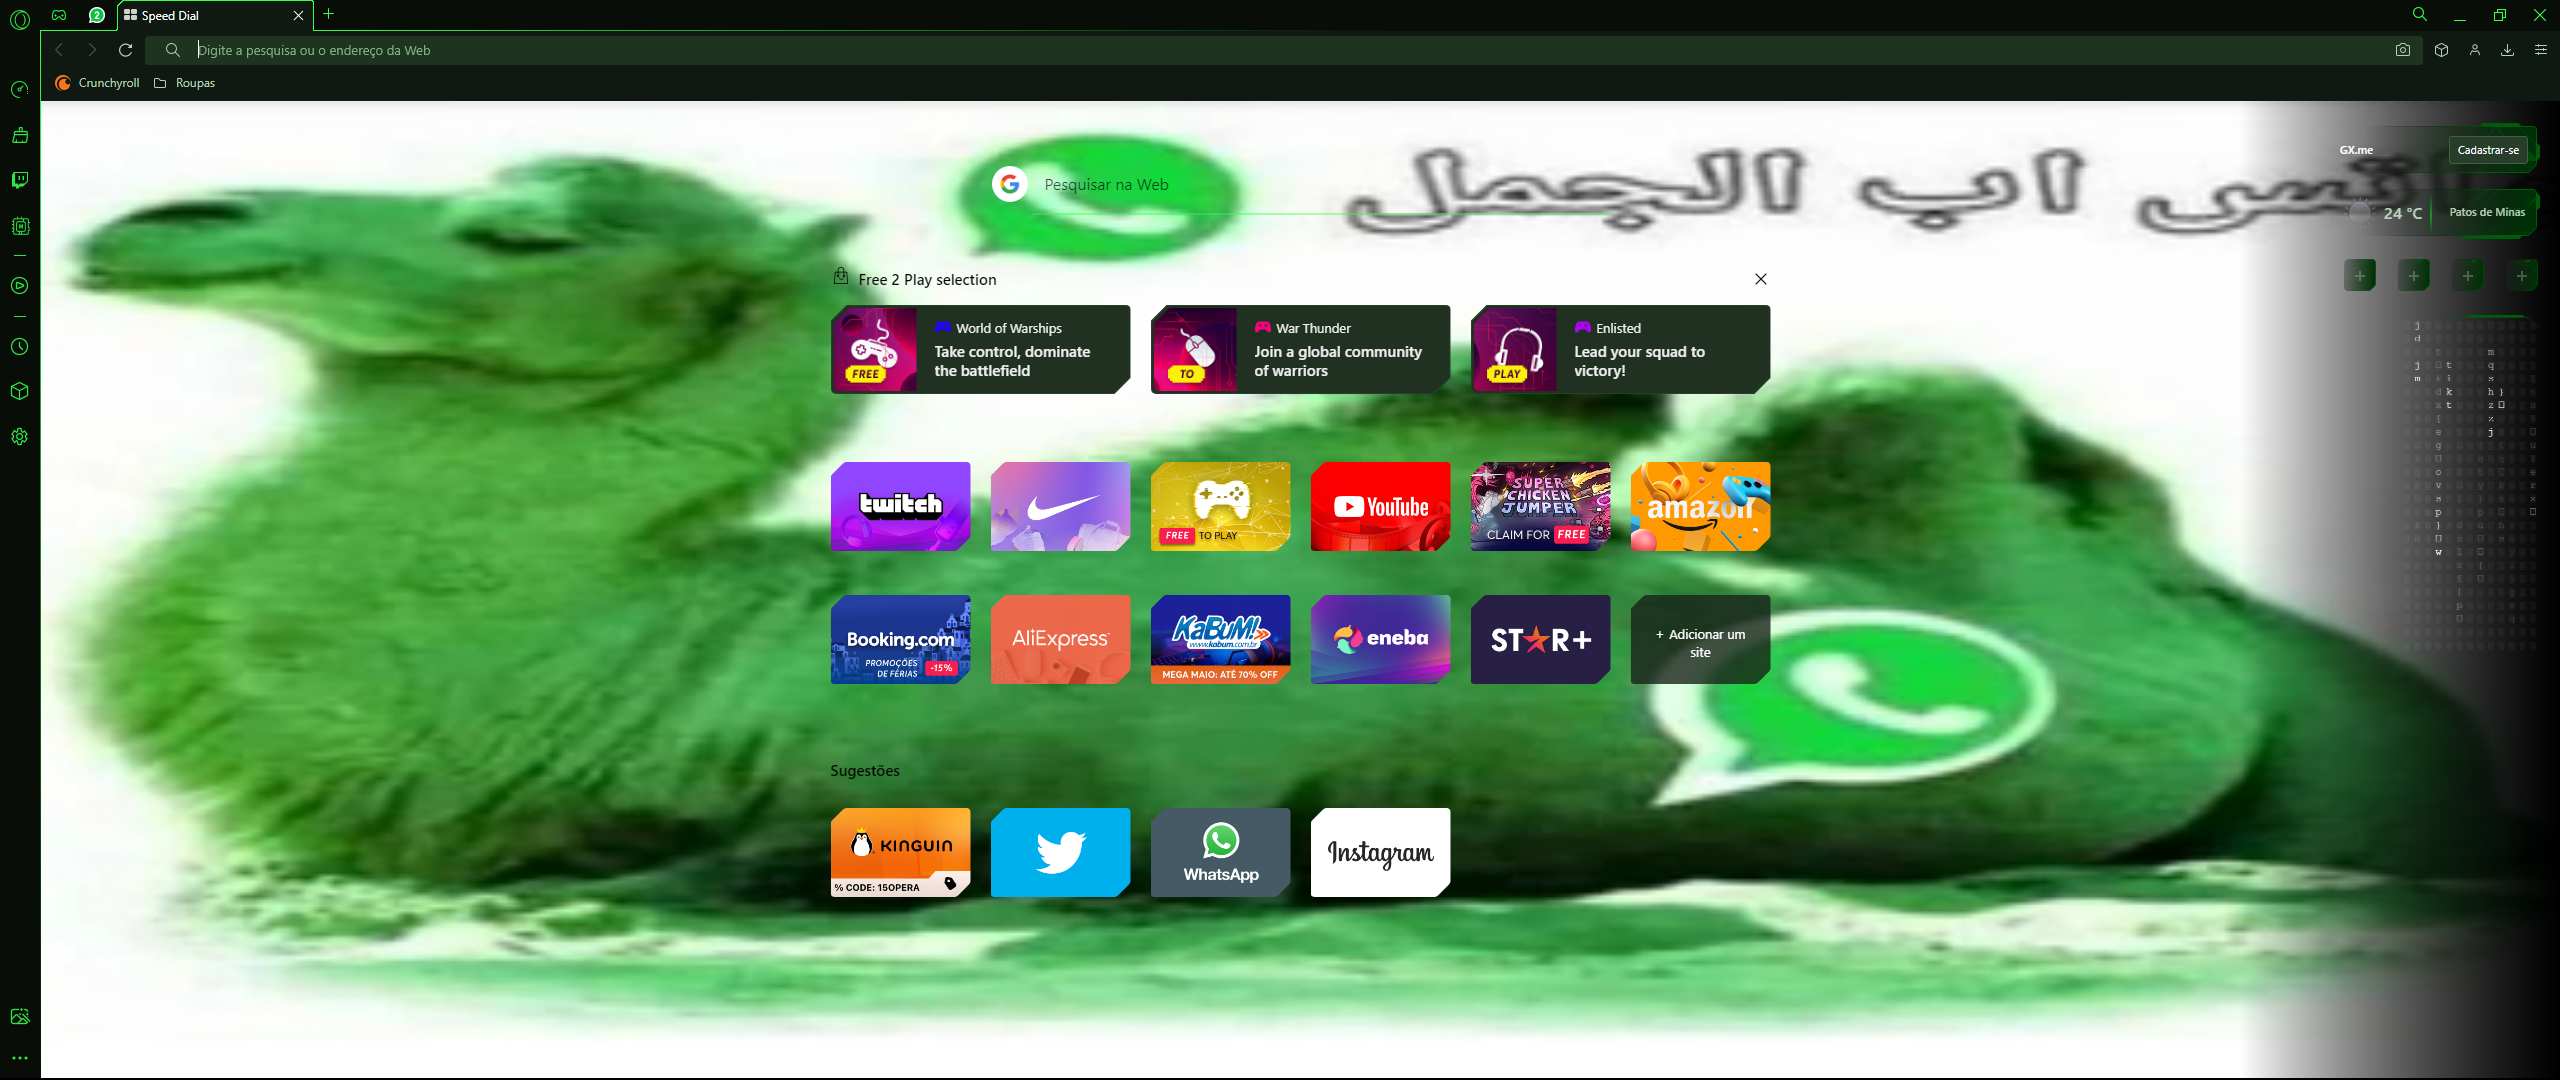 2
Speed Dial
Digite a pesquisa ou o endereço da Web
Crunchyroll
Roupas
GX.me
Cadastrar-se
Pesquisar na Web
اب الجمل
24 °C
Patos de Minas
Free 2 Play selection
FREE
World of Warships
Take control, dominate
the battlefield
TO
War Thunder
Join a global community
of warriors
PLAY
Enlisted
Lead your squad to
victory!
twitch
FREE TO PLAY
YouTube
SUPER
CHICKEN
JUMPER
CLAIM FOR FREE
amazon
Booking.com
PROMOÇÕES
DE FÉRIAS
-15%
AliExpress
KaBuM!
www.kabum.com.br
MEGA MAIO: ATÉ 70% OFF
eneba
ST★R+
+ Adicionar um
site
Sugestões
KINGUIN
% CODE: 15OPERA
WhatsApp
Instagram